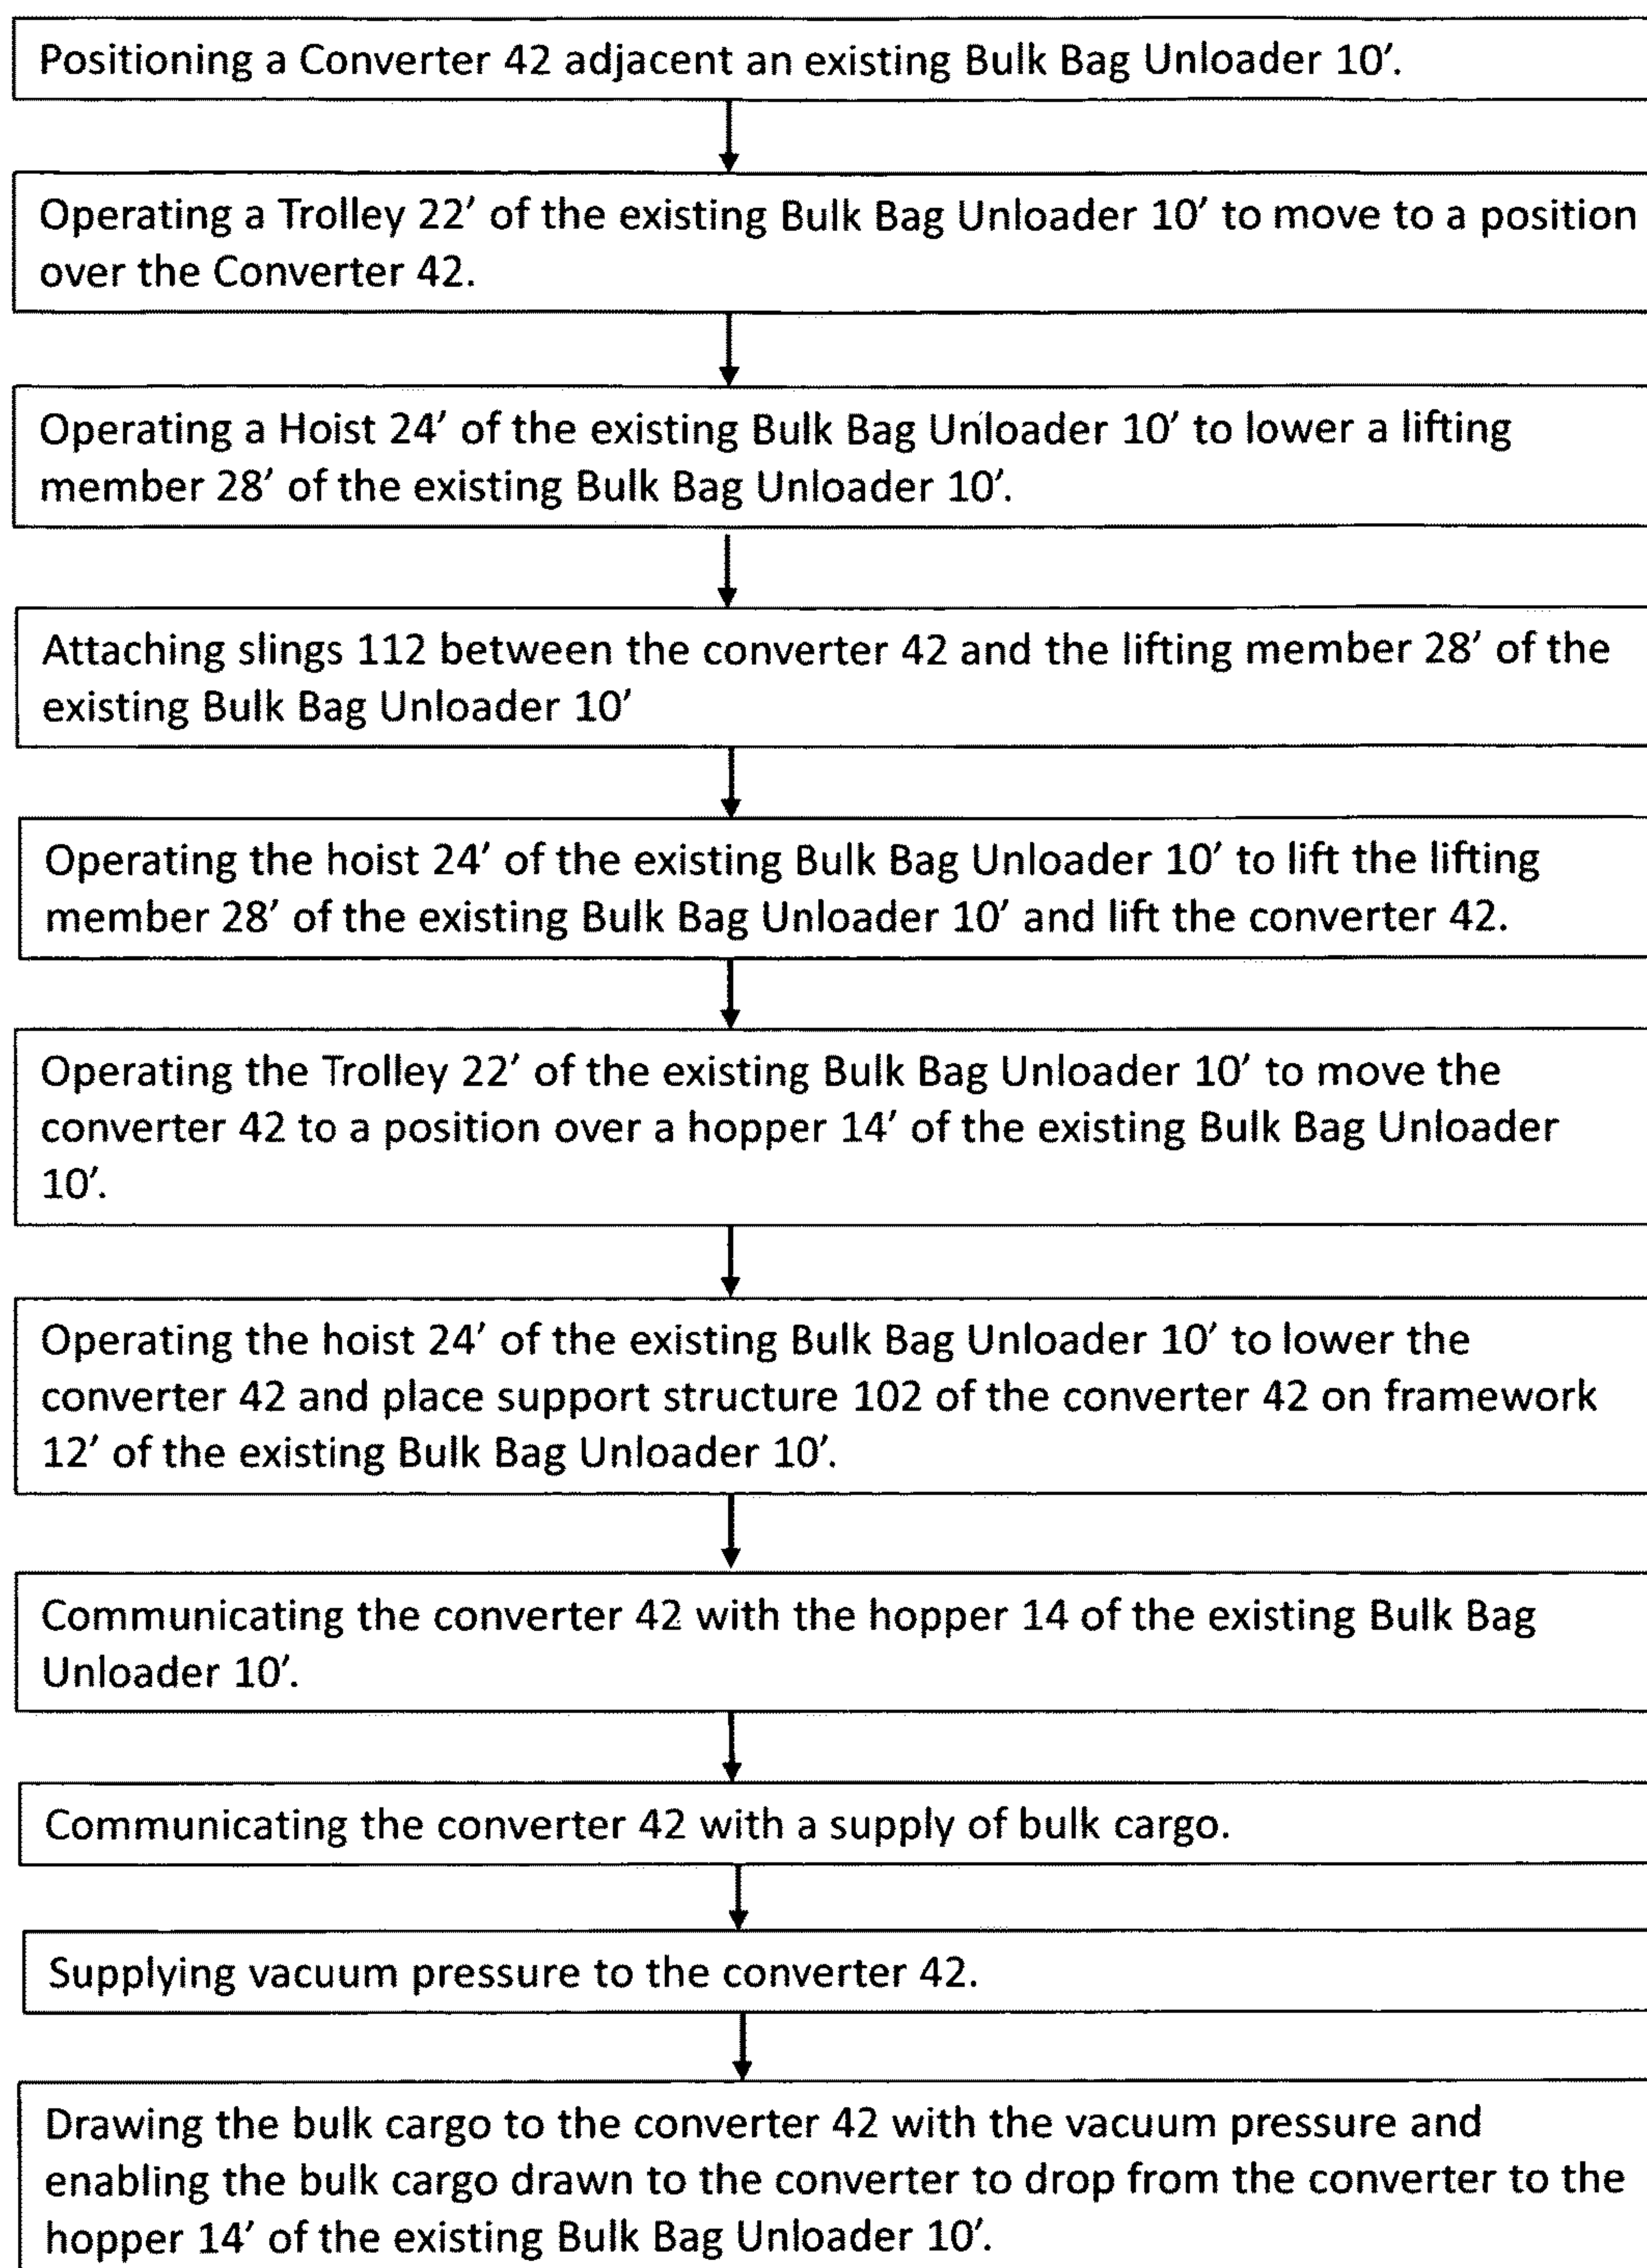 Positioning a Converter 42 adjacent an existing Bulk Bag Unloader 10′.
Operating a Trolley 22′ of the existing Bulk Bag Unloader 10′ to move to a position
over the Converter 42.
Operating a Hoist 24′ of the existing Bulk Bag Unloader 10′ to lower a lifting
member 28′ of the existing Bulk Bag Unloader 10′.
Attaching slings 112 between the converter 42 and the lifting member 28′ of the
existing Bulk Bag Unloader 10′
Operating the hoist 24′ of the existing Bulk Bag Unloader 10′ to lift the lifting
member 28′ of the existing Bulk Bag Unloader 10′ and lift the converter 42.
Operating the Trolley 22′ of the existing Bulk Bag Unloader 10′ to move the
converter 42 to a position over a hopper 14′ of the existing Bulk Bag Unloader
10′.
Operating the hoist 24′ of the existing Bulk Bag Unloader 10′ to lower the
converter 42 and place support structure 102 of the converter 42 on framework
12′ of the existing Bulk Bag Unloader 10′.
Communicating the converter 42 with the hopper 14 of the existing Bulk Bag
Unloader 10′.
Communicating the converter 42 with a supply of bulk cargo.
Supplying vacuum pressure to the converter 42.
Drawing the bulk cargo to the converter 42 with the vacuum pressure and
enabling the bulk cargo drawn to the converter to drop from the converter to the
hopper 14′ of the existing Bulk Bag Unloader 10′.